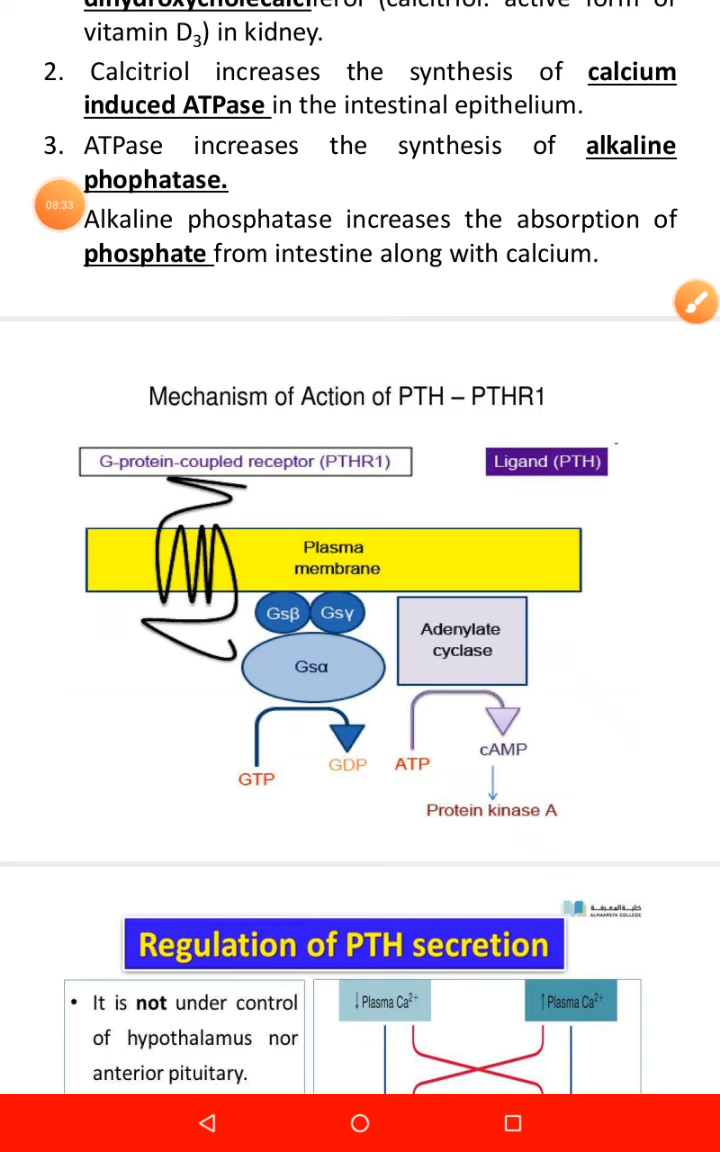 vitamin D3) in kidney.
2. Calcitriol increases the synthesis of calcium
induced ATPase in the intestinal epithelium.
3. ATPase increases the synthesis of alkaline
phophatase.
08:33
Alkaline phosphatase increases the absorption of
phosphate from intestine along with calcium.
Mechanism of Action of PTH – PTHR1
G-protein-coupled receptor (PTHR1)
Ligand (PTH)
Plasma
membrane
Gsβ
Gsγ
Adenylate
cyclase
Gsα
cAMP
GDP
ATP
GTP
Protein kinase A
كلية المعرفة
ALMAAREFA COLLEGE
Regulation of PTH secretion
• It is not under control
of hypothalamus nor
anterior pituitary.
↓ Plasma Ca2+
↑ Plasma Ca2+